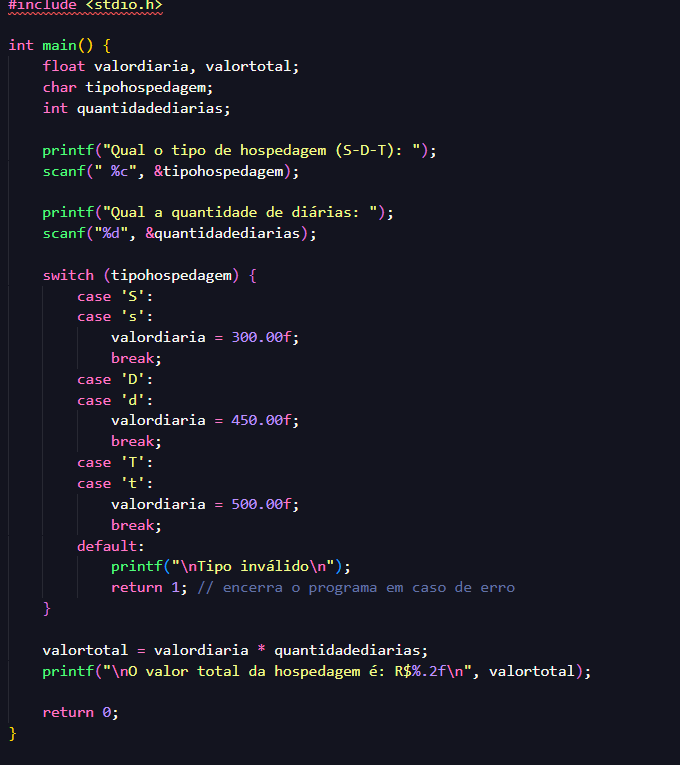 #include <stdio.h>

int main() {
    float valordiaria, valortotal;
    char tipohospedagem;
    int quantidadediarias;

    printf("Qual o tipo de hospedagem (S-D-T): ");
    scanf(" %c", &tipohospedagem);

    printf("Qual a quantidade de diárias: ");
    scanf("%d", &quantidadediarias);

    switch (tipohospedagem) {
        case 'S':
        case 's':
            valordiaria = 300.00f;
            break;
        case 'D':
        case 'd':
            valordiaria = 450.00f;
            break;
        case 'T':
        case 't':
            valordiaria = 500.00f;
            break;
        default:
            printf("\nTipo inválido\n");
            return 1; // encerra o programa em caso de erro
    }

    valortotal = valordiaria * quantidadediarias;
    printf("\nO valor total da hospedagem é: R$%.2f\n", valortotal);

    return 0;
}